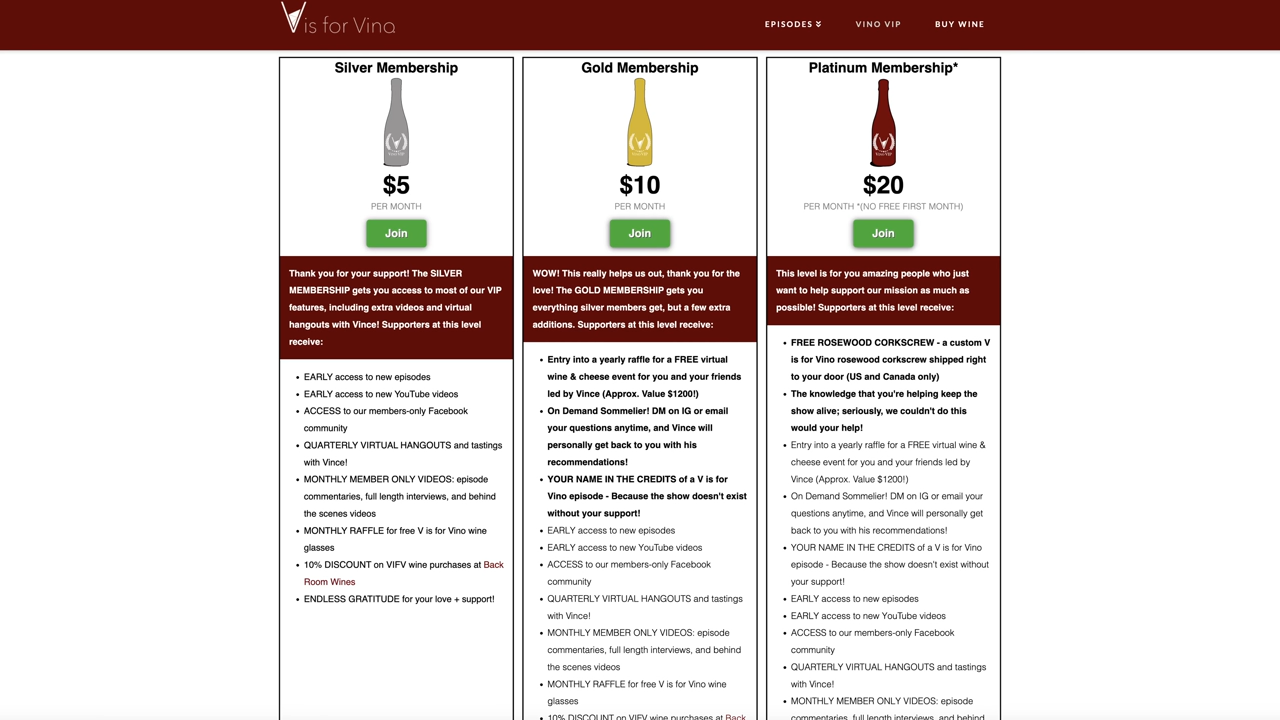 V is for Vino
EPISODES
VINO VIP
BUY WINE
Silver Membership
$5
PER MONTH
Join
Thank you for your support! The SILVER
MEMBERSHIP gets you access to most of our VIP
features, including extra videos and virtual
hangouts with Vince! Supporters at this level
receive:
• EARLY access to new episodes
• EARLY access to new YouTube videos
• ACCESS to our members-only Facebook
community
• QUARTERLY VIRTUAL HANGOUTS and tastings
with Vince!
• MONTHLY MEMBER ONLY VIDEOS: episode
commentaries, full length interviews, and behind
the scenes videos
• MONTHLY RAFFLE for free V is for Vino wine
glasses
• 10% DISCOUNT on VIFV wine purchases at Back
Room Wines
• ENDLESS GRATITUDE for your love + support!
Gold Membership
$10
PER MONTH
Join
WOW! This really helps us out, thank you for the
love! The GOLD MEMBERSHIP gets you
everything silver members get, but a few extra
additions. Supporters at this level receive:
• Entry into a yearly raffle for a FREE virtual
wine & cheese event for you and your friends
led by Vince (Approx. Value $1200!)
• On Demand Sommelier! DM on IG or email
your questions anytime, and Vince will
personally get back to you with his
recommendations!
• YOUR NAME IN THE CREDITS of a V is for
Vino episode - Because the show doesn't exist
without your support!
• EARLY access to new episodes
• EARLY access to new YouTube videos
• ACCESS to our members-only Facebook
community
• QUARTERLY VIRTUAL HANGOUTS and tastings
with Vince!
• MONTHLY MEMBER ONLY VIDEOS: episode
commentaries, full length interviews, and behind
the scenes videos
• MONTHLY RAFFLE for free V is for Vino wine
glasses
• 10% DISCOUNT on VIFV wine purchases at Back
Platinum Membership*
$20
PER MONTH *(NO FREE FIRST MONTH)
Join
This level is for you amazing people who just
want to help support our mission as much as
possible! Supporters at this level receive:
• FREE ROSEWOOD CORKSCREW - a custom V
is for Vino rosewood corkscrew shipped right
to your door (US and Canada only)
• The knowledge that you're helping keep the
show alive; seriously, we couldn't do this
would your help!
• Entry into a yearly raffle for a FREE virtual wine &
cheese event for you and your friends led by
Vince (Approx. Value $1200!)
• On Demand Sommelier! DM on IG or email your
questions anytime, and Vince will personally get
back to you with his recommendations!
• YOUR NAME IN THE CREDITS of a V is for Vino
episode - Because the show doesn't exist without
your support!
• EARLY access to new episodes
• EARLY access to new YouTube videos
• ACCESS to our members-only Facebook
community
• QUARTERLY VIRTUAL HANGOUTS and tastings
with Vince!
• MONTHLY MEMBER ONLY VIDEOS: episode
commentaries, full length interviews, and behind